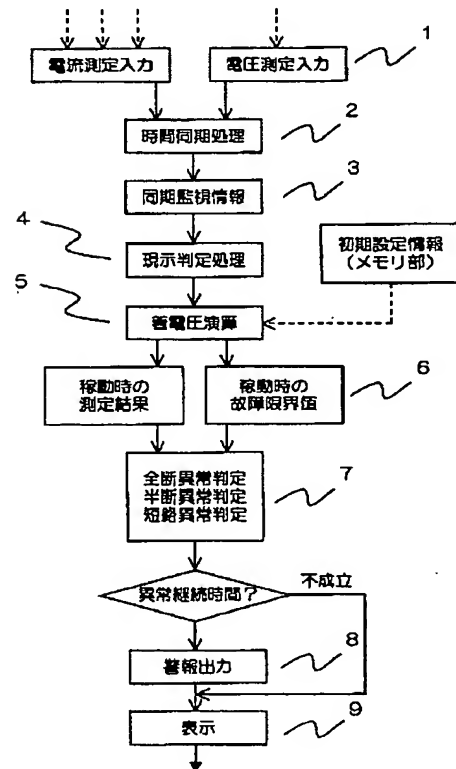 電流測定入力
電圧測定入力
1
時間同期処理
2
同期監視情報
3
4
現示判定処理
初期設定情報
（メモリ部）
5
着電圧演算
稼動時の
測定結果
稼動時の
故障限界値
6
全断異常判定
半断異常判定
短絡異常判定
7
異常継続時間？
不成立
警報出力
8
表示
9